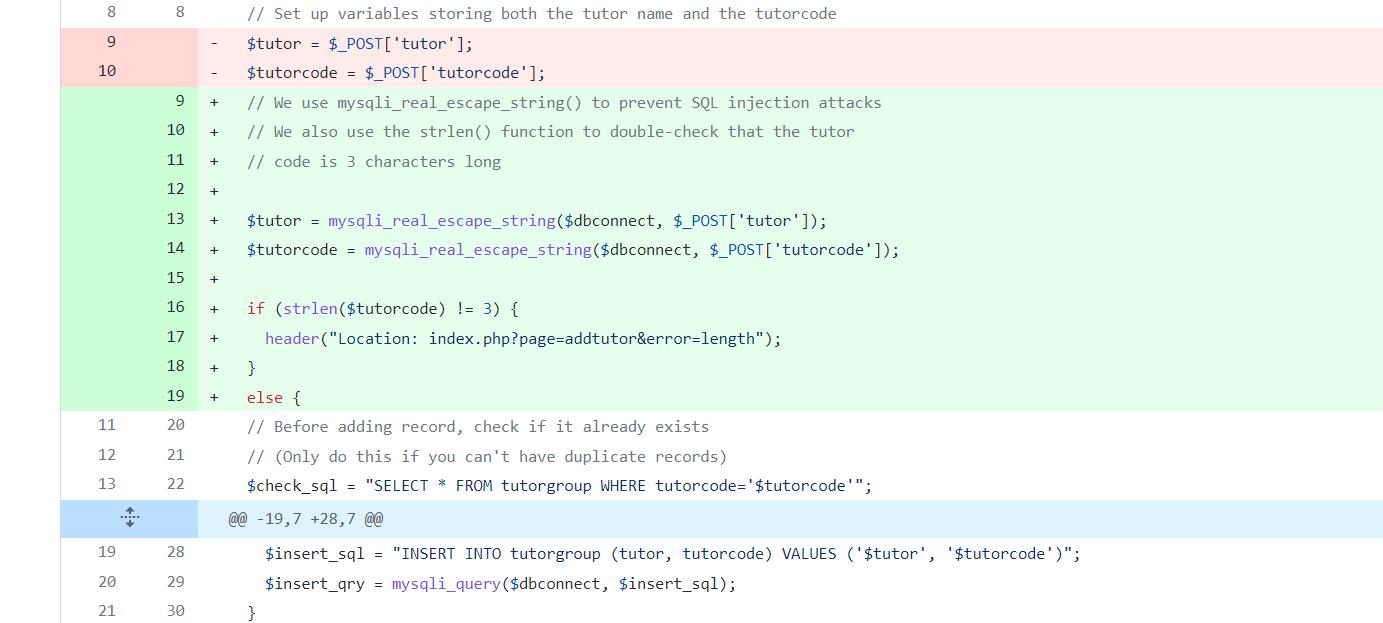 8 8 // Set up variables storing both the tutor name and the tutorcode
9 - $tutor = $_POST['tutor'];
10 - $tutorcode = $_POST['tutorcode'];
9 + // We use mysqli_real_escape_string() to prevent SQL injection attacks
10 + // We also use the strlen() function to double-check that the tutor
11 + // code is 3 characters long
12 +
13 + $tutor = mysqli_real_escape_string($dbconnect, $_POST['tutor']);
14 + $tutorcode = mysqli_real_escape_string($dbconnect, $_POST['tutorcode']);
15 +
16 + if (strlen($tutorcode) != 3) {
17 + header("Location: index.php?page=addtutor&error=length");
18 + }
19 + else {
11 20 // Before adding record, check if it already exists
12 21 // (Only do this if you can't have duplicate records)
13 22 $check_sql = "SELECT * FROM tutorgroup WHERE tutorcode='$tutorcode'";
@@ -19,7 +28,7 @@
19 28 $insert_sql = "INSERT INTO tutorgroup (tutor, tutorcode) VALUES ('$tutor', '$tutorcode')";
20 29 $insert_qry = mysqli_query($dbconnect, $insert_sql);
21 30 }